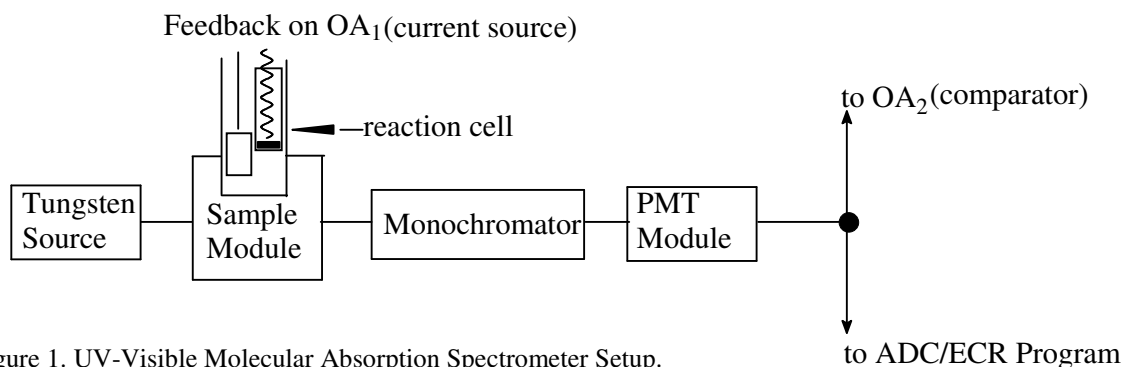 Feedback on OA1(current source)
to OA2(comparator)
—reaction cell
Tungsten
Source
Sample
Module
Monochromator
PMT
Module
to ADC/ECR Program
gure 1. UV-Visible Molecular Absorption Spectrometer Setup.